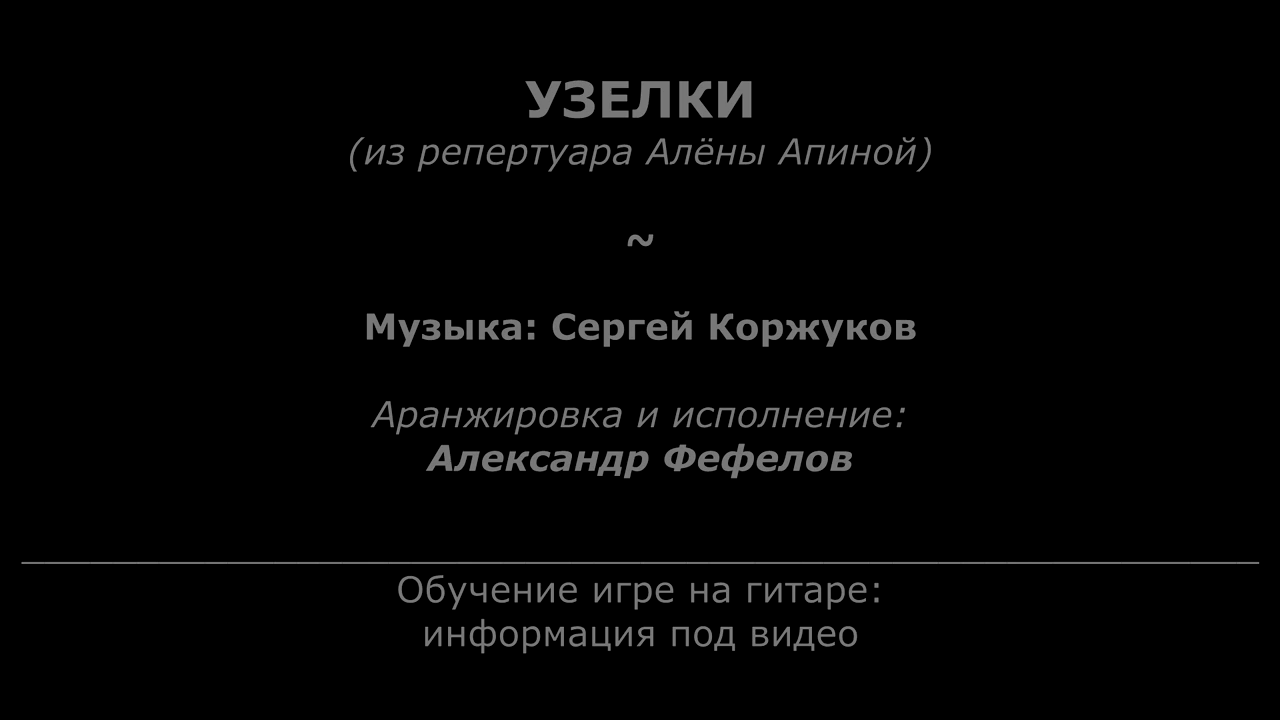 УЗЕЛКИ
(из репертуара Алёны Апиной)
~
Музыка: Сергей Коржуков
Аранжировка и исполнение:
Александр Фефелов
Обучение игре на гитаре:
информация под видео